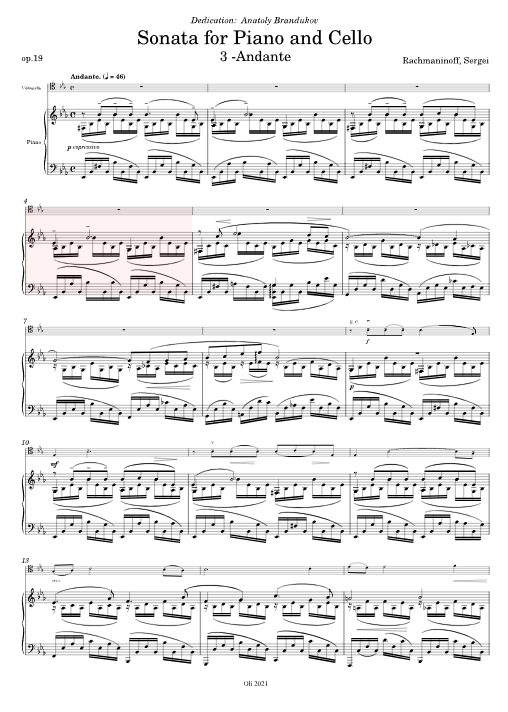 Dedication: Anatoly Brandukov
Sonata for Piano and Cello
3 -Andante
op.19
Rachmaninoff, Sergei
Andante. (♩ = 46)
Piano
p espressivo
4
7
f
p
10
mf
13
Oli 2021